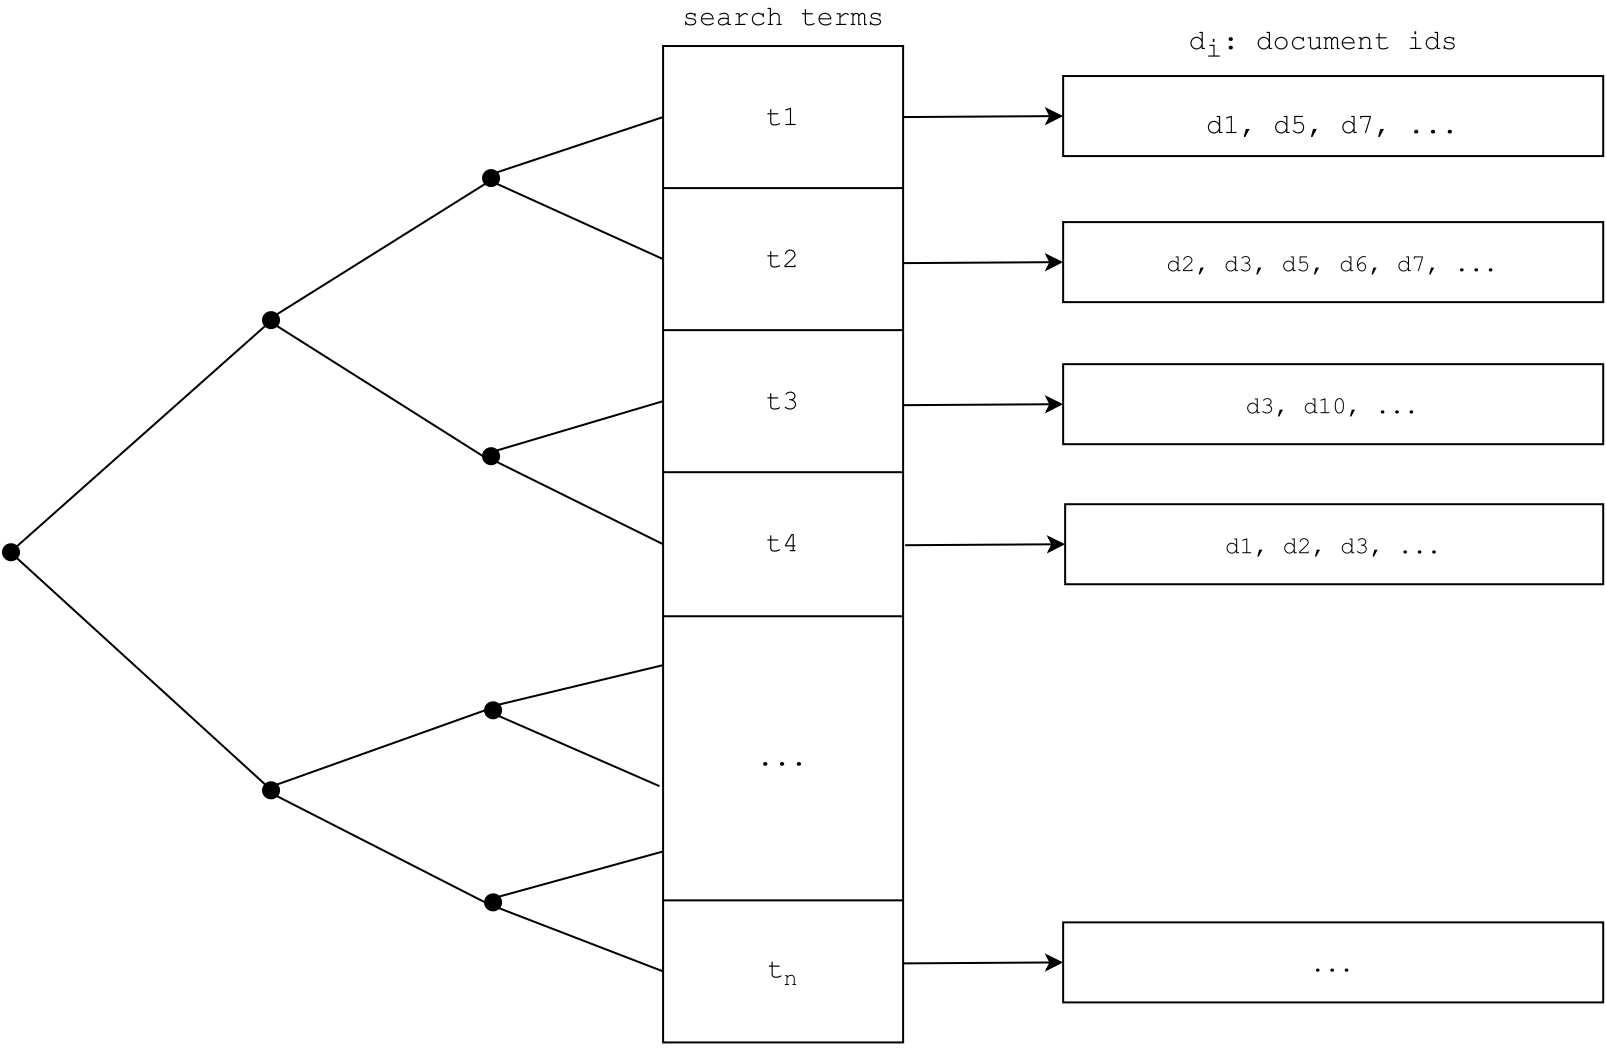 search terms
dᵢ: document ids
t1
d1, d5, d7, ...
t2
d2, d3, d5, d6, d7, ...
t3
d3, d10, ...
t4
d1, d2, d3, ...
...
tₙ
...